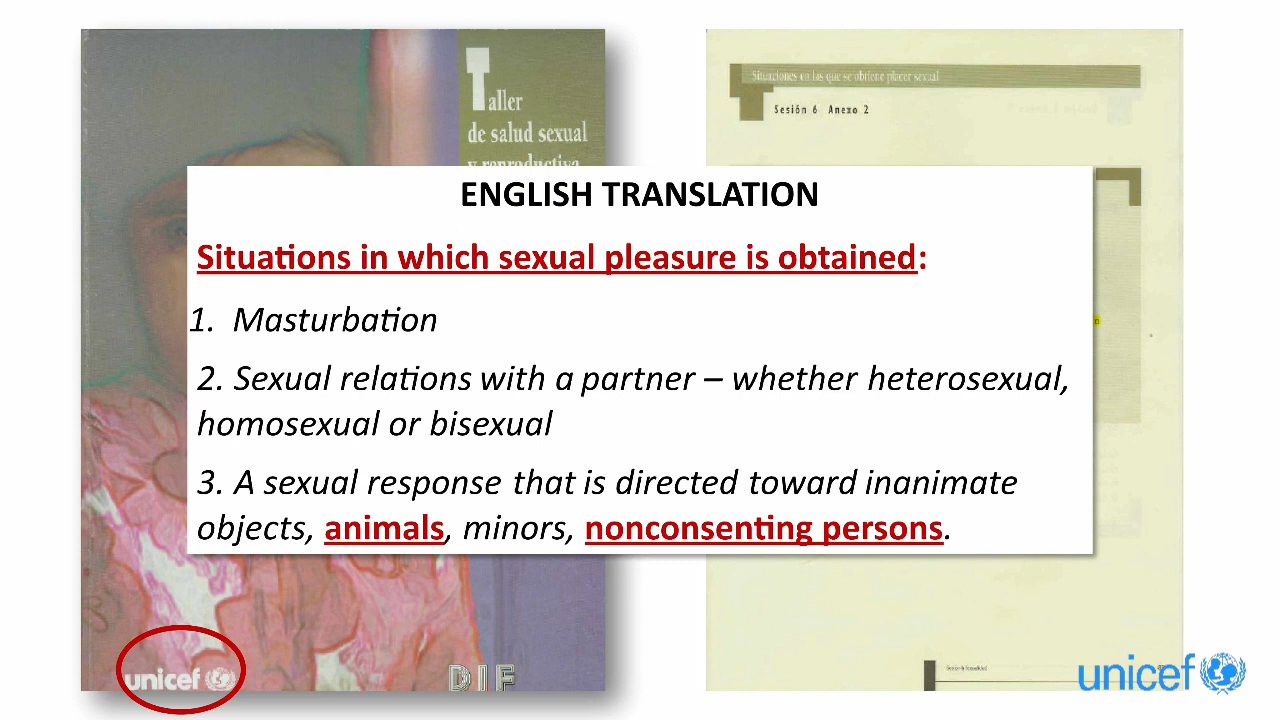 Taller
de salud sexual
y reproductiva
Situaciones en las que se obtiene placer sexual
Sesión 6 Anexo 2
ENGLISH TRANSLATION
Situations in which sexual pleasure is obtained:
1. Masturbation
2. Sexual relations with a partner – whether heterosexual,
homosexual or bisexual
3. A sexual response that is directed toward inanimate
objects, animals, minors, nonconsenting persons.
unicef
DIF
unicef